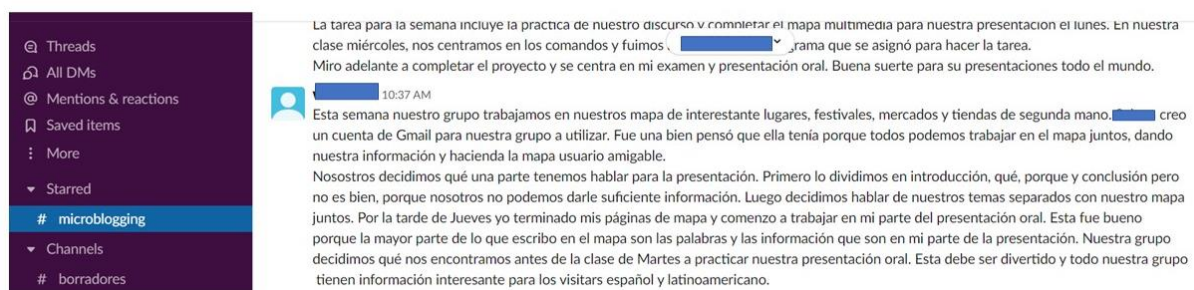 La tarea para la semana incluye la practica de nuestro discurso y completar el mapa multimedia para nuestra presentación el lunes. En nuestra
clase miércoles, nos centramos en los comandos y fuimos grama que se asignó para hacer la tarea.
Miro adelante a completar el proyecto y se centra en mi examen y presentación oral. Buena suerte para su presentaciones todo el mundo.
Threads
All DMs
Mentions & reactions
Saved items
More
Starred
# microblogging
Channels
# borradores
10:37 AM
Esta semana nuestro grupo trabajamos en nuestros mapa de interestante lugares, festivales, mercados y tiendas de segunda mano. creo
un cuenta de Gmail para nuestra grupo a utilizar. Fue una bien pensó que ella tenía porque todos podemos trabajar en el mapa juntos, dando
nuestra información y hacienda la mapa usuario amigable.
Nosostros decidimos qué una parte tenemos hablar para la presentación. Primero lo dividimos en introducción, qué, porque y conclusión pero
no es bien, porque nosotros no podemos darle suficiente información. Luego decidimos hablar de nuestros temas separados con nuestro mapa
juntos. Por la tarde de Jueves yo terminado mis páginas de mapa y comenzo a trabajar en mi parte del presentación oral. Esta fue bueno
porque la mayor parte de lo que escribo en el mapa son las palabras y las información que son en mi parte de la presentación. Nuestra grupo
decidimos qué nos encontramos antes de la clase de Martes a practicar nuestra presentación oral. Esta debe ser divertido y todo nuestra grupo
tienen información interesante para los visitars español y latinoamericano.